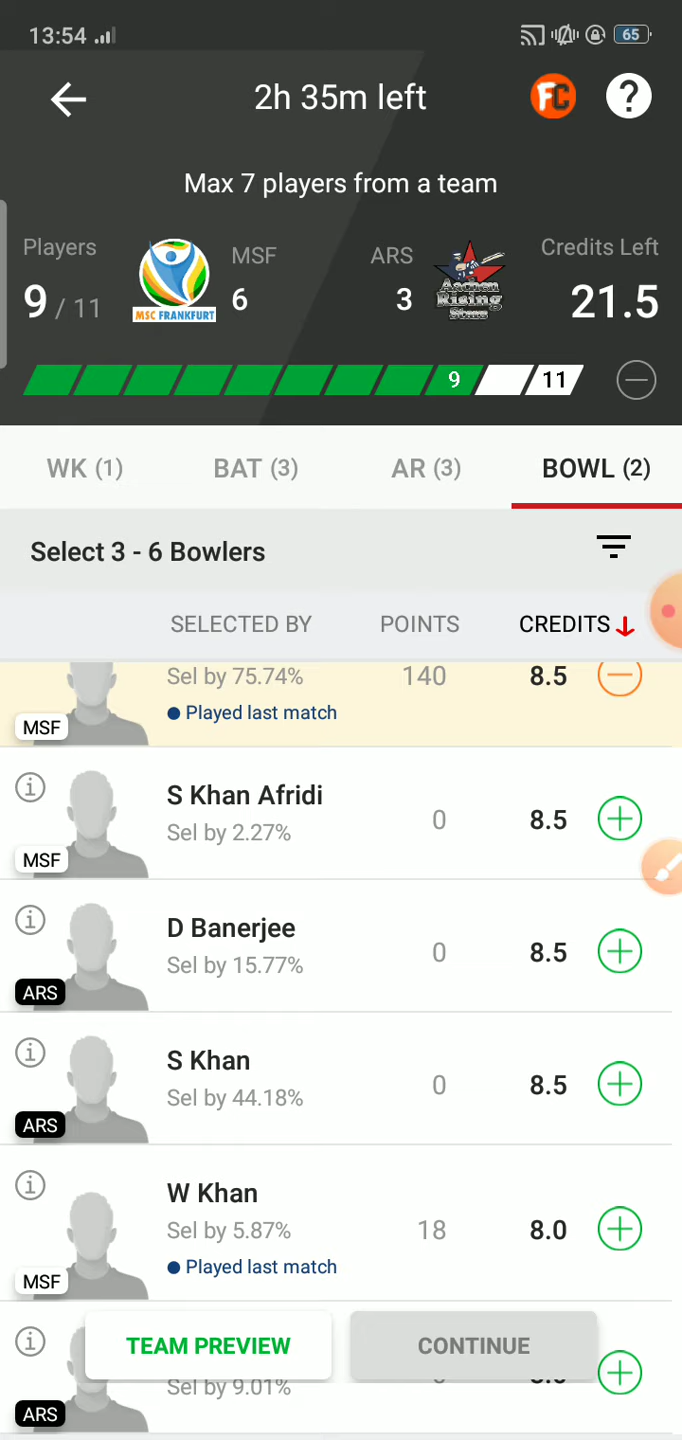 13:54
65
2h 35m left
FC
?
Max 7 players from a team
Players
MSF
ARS
Credits Left
9 / 11
6
3
21.5
MSC FRANKFURT
Aachen
Rising
Stars
9
11
WK (1)
BAT (3)
AR (3)
BOWL (2)
Select 3 - 6 Bowlers
SELECTED BY
POINTS
CREDITS
Sel by 75.74%
140
8.5
Played last match
MSF
S Khan Afridi
Sel by 2.27%
0
8.5
MSF
D Banerjee
Sel by 15.77%
0
8.5
ARS
S Khan
Sel by 44.18%
0
8.5
ARS
W Khan
Sel by 5.87%
18
8.0
Played last match
MSF
TEAM PREVIEW
CONTINUE
Sel by 9.01%
ARS